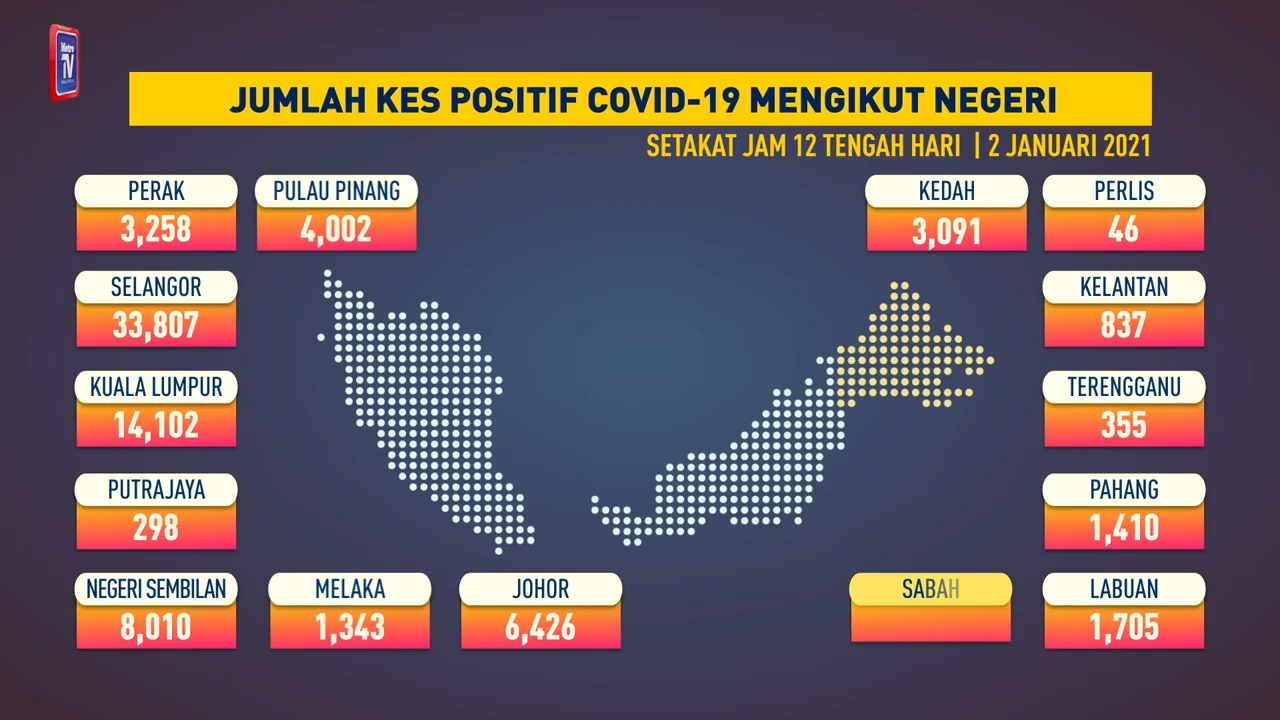 Metro
TV
JUMLAH KES POSITIF COVID-19 MENGIKUT NEGERI
SETAKAT JAM 12 TENGAH HARI | 2 JANUARI 2021
PERAK
3,258
PULAU PINANG
4,002
KEDAH
3,091
PERLIS
46
SELANGOR
33,807
KELANTAN
837
KUALA LUMPUR
14,102
TERENGGANU
355
PUTRAJAYA
298
PAHANG
1,410
NEGERI SEMBILAN
8,010
MELAKA
1,343
JOHOR
6,426
SABAH
LABUAN
1,705